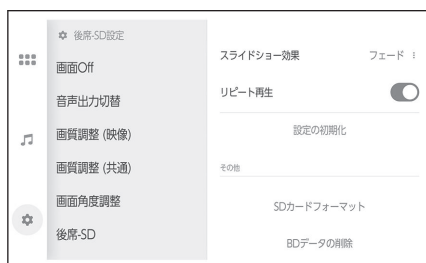 後席-SD設定
画面Off
音声出力切替
画質調整 (映像)
画質調整 (共通)
画面角度調整
後席-SD
スライドショー効果 フェード
リピート再生
設定の初期化
その他
SDカードフォーマット
BDデータの削除